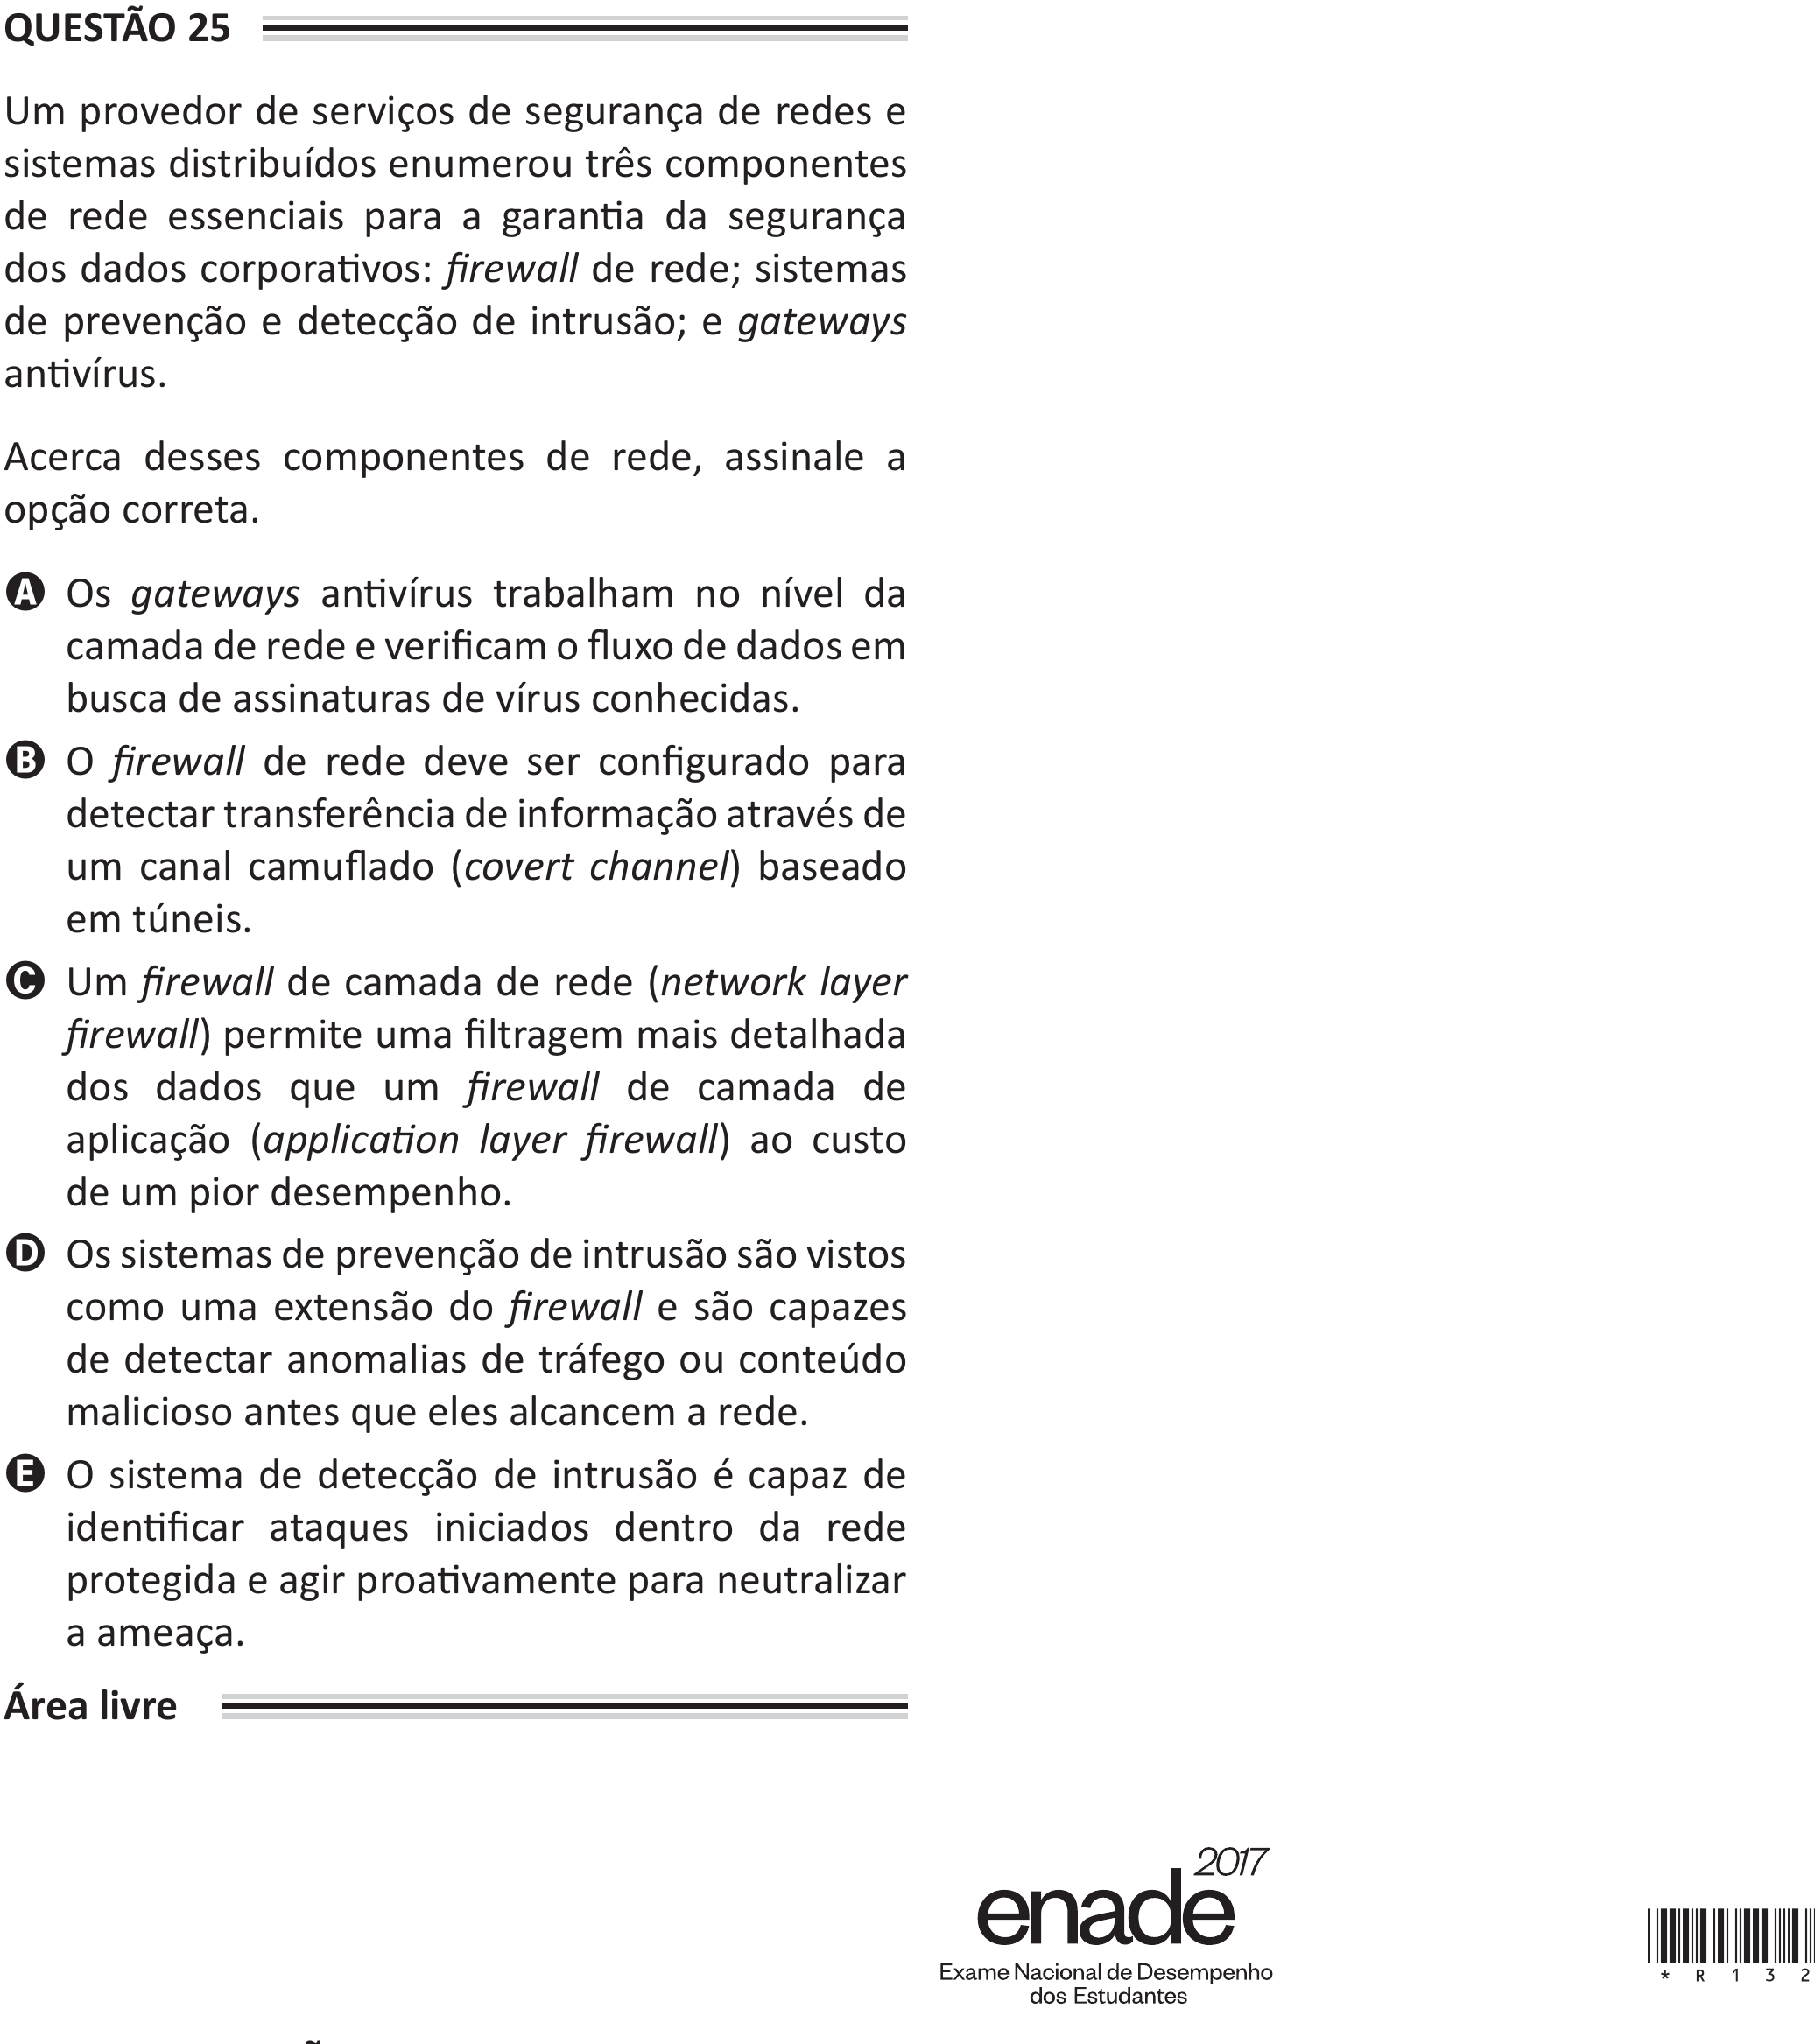 QUESTÃO 25
Um provedor de serviços de segurança de redes e
sistemas distribuídos enumerou três componentes
de rede essenciais para a garantia da segurança
dos dados corporativos: firewall de rede; sistemas
de prevenção e detecção de intrusão; e gateways
antivírus.
Acerca desses componentes de rede, assinale a
opção correta.
A Os gateways antivírus trabalham no nível da
camada de rede e verificam o fluxo de dados em
busca de assinaturas de vírus conhecidas.
B O firewall de rede deve ser configurado para
detectar transferência de informação através de
um canal camuflado (covert channel) baseado
em túneis.
C Um firewall de camada de rede (network layer
firewall) permite uma filtragem mais detalhada
dos dados que um firewall de camada de
aplicação (application layer firewall) ao custo
de um pior desempenho.
D Os sistemas de prevenção de intrusão são vistos
como uma extensão do firewall e são capazes
de detectar anomalias de tráfego ou conteúdo
malicioso antes que eles alcancem a rede.
E O sistema de detecção de intrusão é capaz de
identificar ataques iniciados dentro da rede
protegida e agir proativamente para neutralizar
a ameaça.
Área livre
2017
enade
Exame Nacional de Desempenho
dos Estudantes
* R 1 3 2